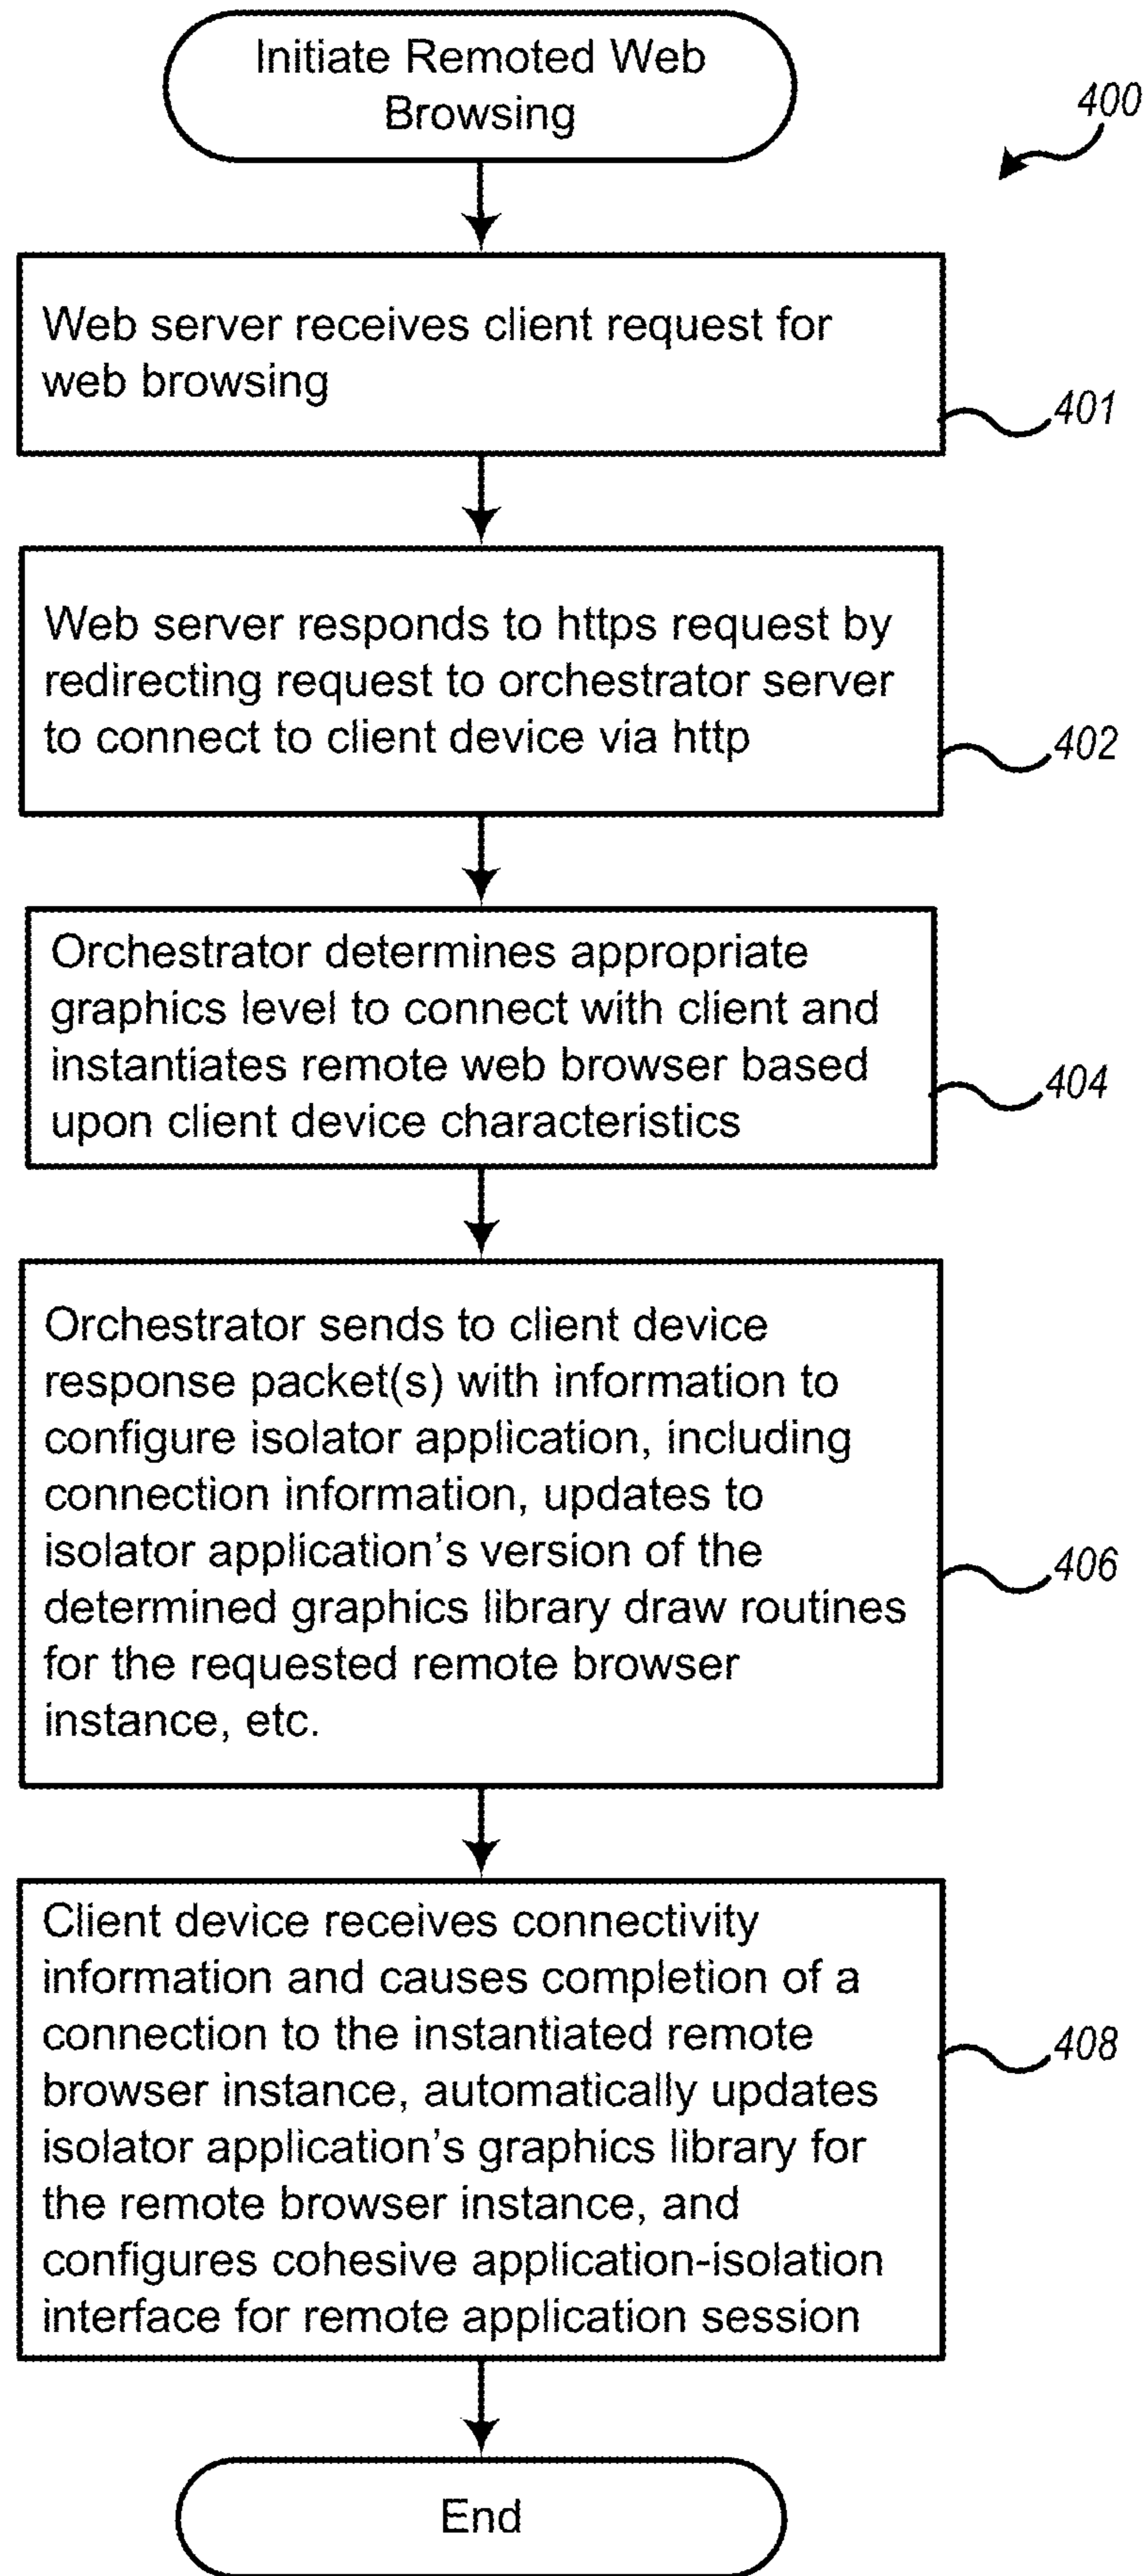 Initiate Remoted Web
Browsing
400
Web server receives client request for
web browsing
401
Web server responds to https request by
redirecting request to orchestrator server
to connect to client device via http
402
Orchestrator determines appropriate
graphics level to connect with client and
instantiates remote web browser based
upon client device characteristics
404
Orchestrator sends to client device
response packet(s) with information to
configure isolator application, including
connection information, updates to
isolator application's version of the
determined graphics library draw routines
for the requested remote browser
instance, etc.
406
Client device receives connectivity
information and causes completion of a
connection to the instantiated remote
browser instance, automatically updates
isolator application's graphics library for
the remote browser instance, and
configures cohesive application-isolation
interface for remote application session
408
End